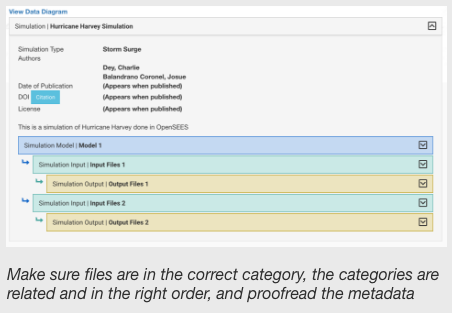 View Data Diagram
Simulation | Hurricane Harvey Simulation
Simulation Type Storm Surge
Authors
Dey, Charlie
Balandrano Coronel, Josue
Date of Publication (Appears when published)
DOI Citation (Appears when published)
License (Appears when published)
This is a simulation of Hurricane Harvey done in OpenSEES
Simulation Model | Model 1
Simulation Input | Input Files 1
Simulation Output | Output Files 1
Simulation Input | Input Files 2
Simulation Output | Output Files 2
Make sure files are in the correct category, the categories are
related and in the right order, and proofread the metadata